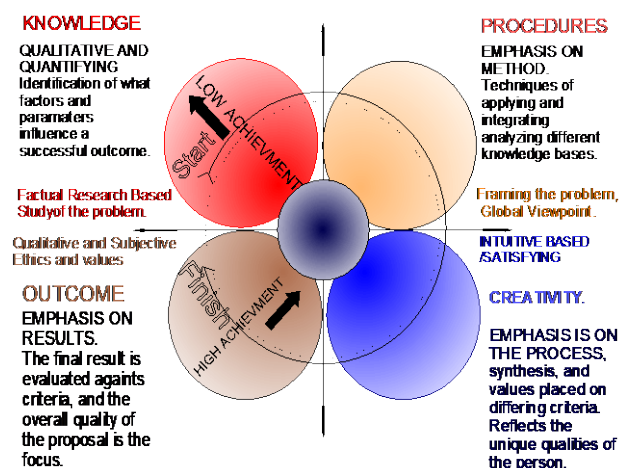 KNOWLEDGE
QUALITATIVE AND
QUANTIFYING
Identification of what
factors and
paramaters
influence a
successful outcome.
Factual Research Based
Studyof the problem.
PROCEDURES
EMPHASIS ON
METHOD.
Techniques of
applying and
integrating
analyzing different
knowledge bases.
Framing the problem,
Global Viewpoint.
LOW ACHIEVMENT
Start
Qualitative and Subjective
Ethics and values
OUTCOME
EMPHASIS ON
RESULTS.
The final result is
evaluated againts
criteria, and the
overall quality of
the proposal is the
focus.
Finish
HIGH ACHIEVMENT
INTUITIVE BASED
/SATISFYING
CREATIVITY.
EMPHASIS IS ON
THE PROCESS,
synthesis, and
values placed on
differing criteria.
Reflects the
unique qualities of
the person.